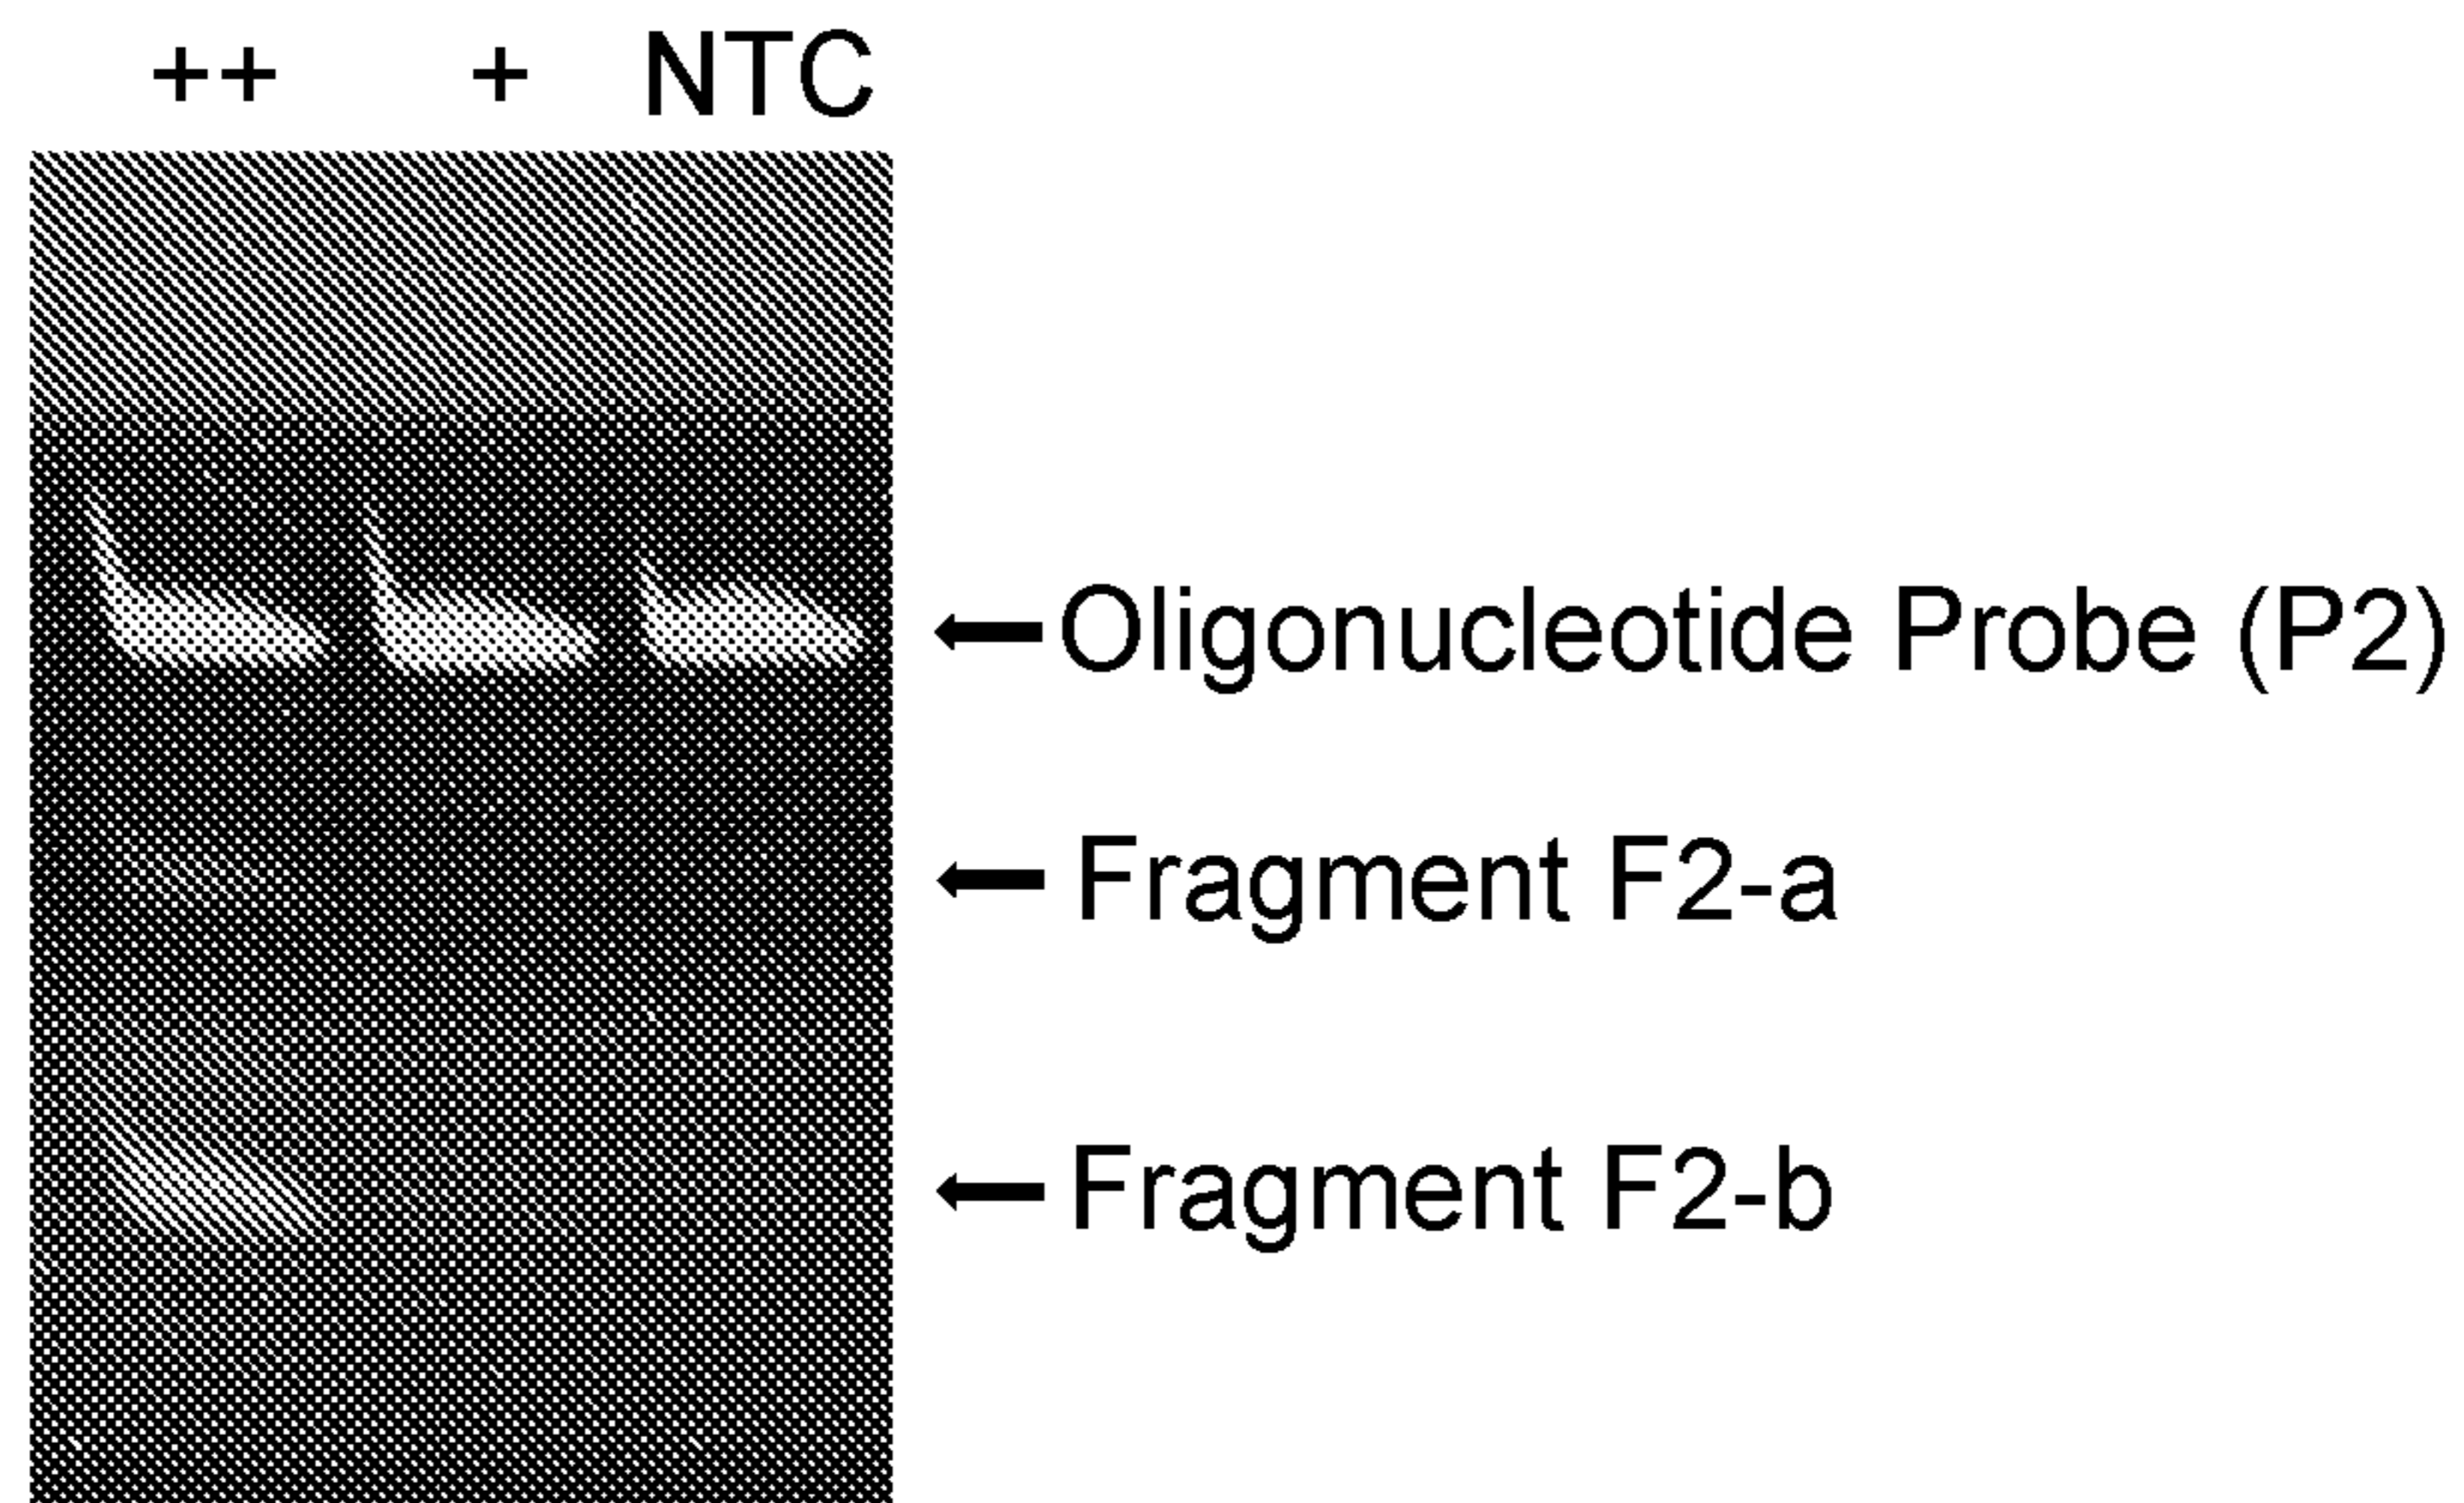 ++ + NTC
Oligonucleotide Probe (P2)
Fragment F2-a
Fragment F2-b